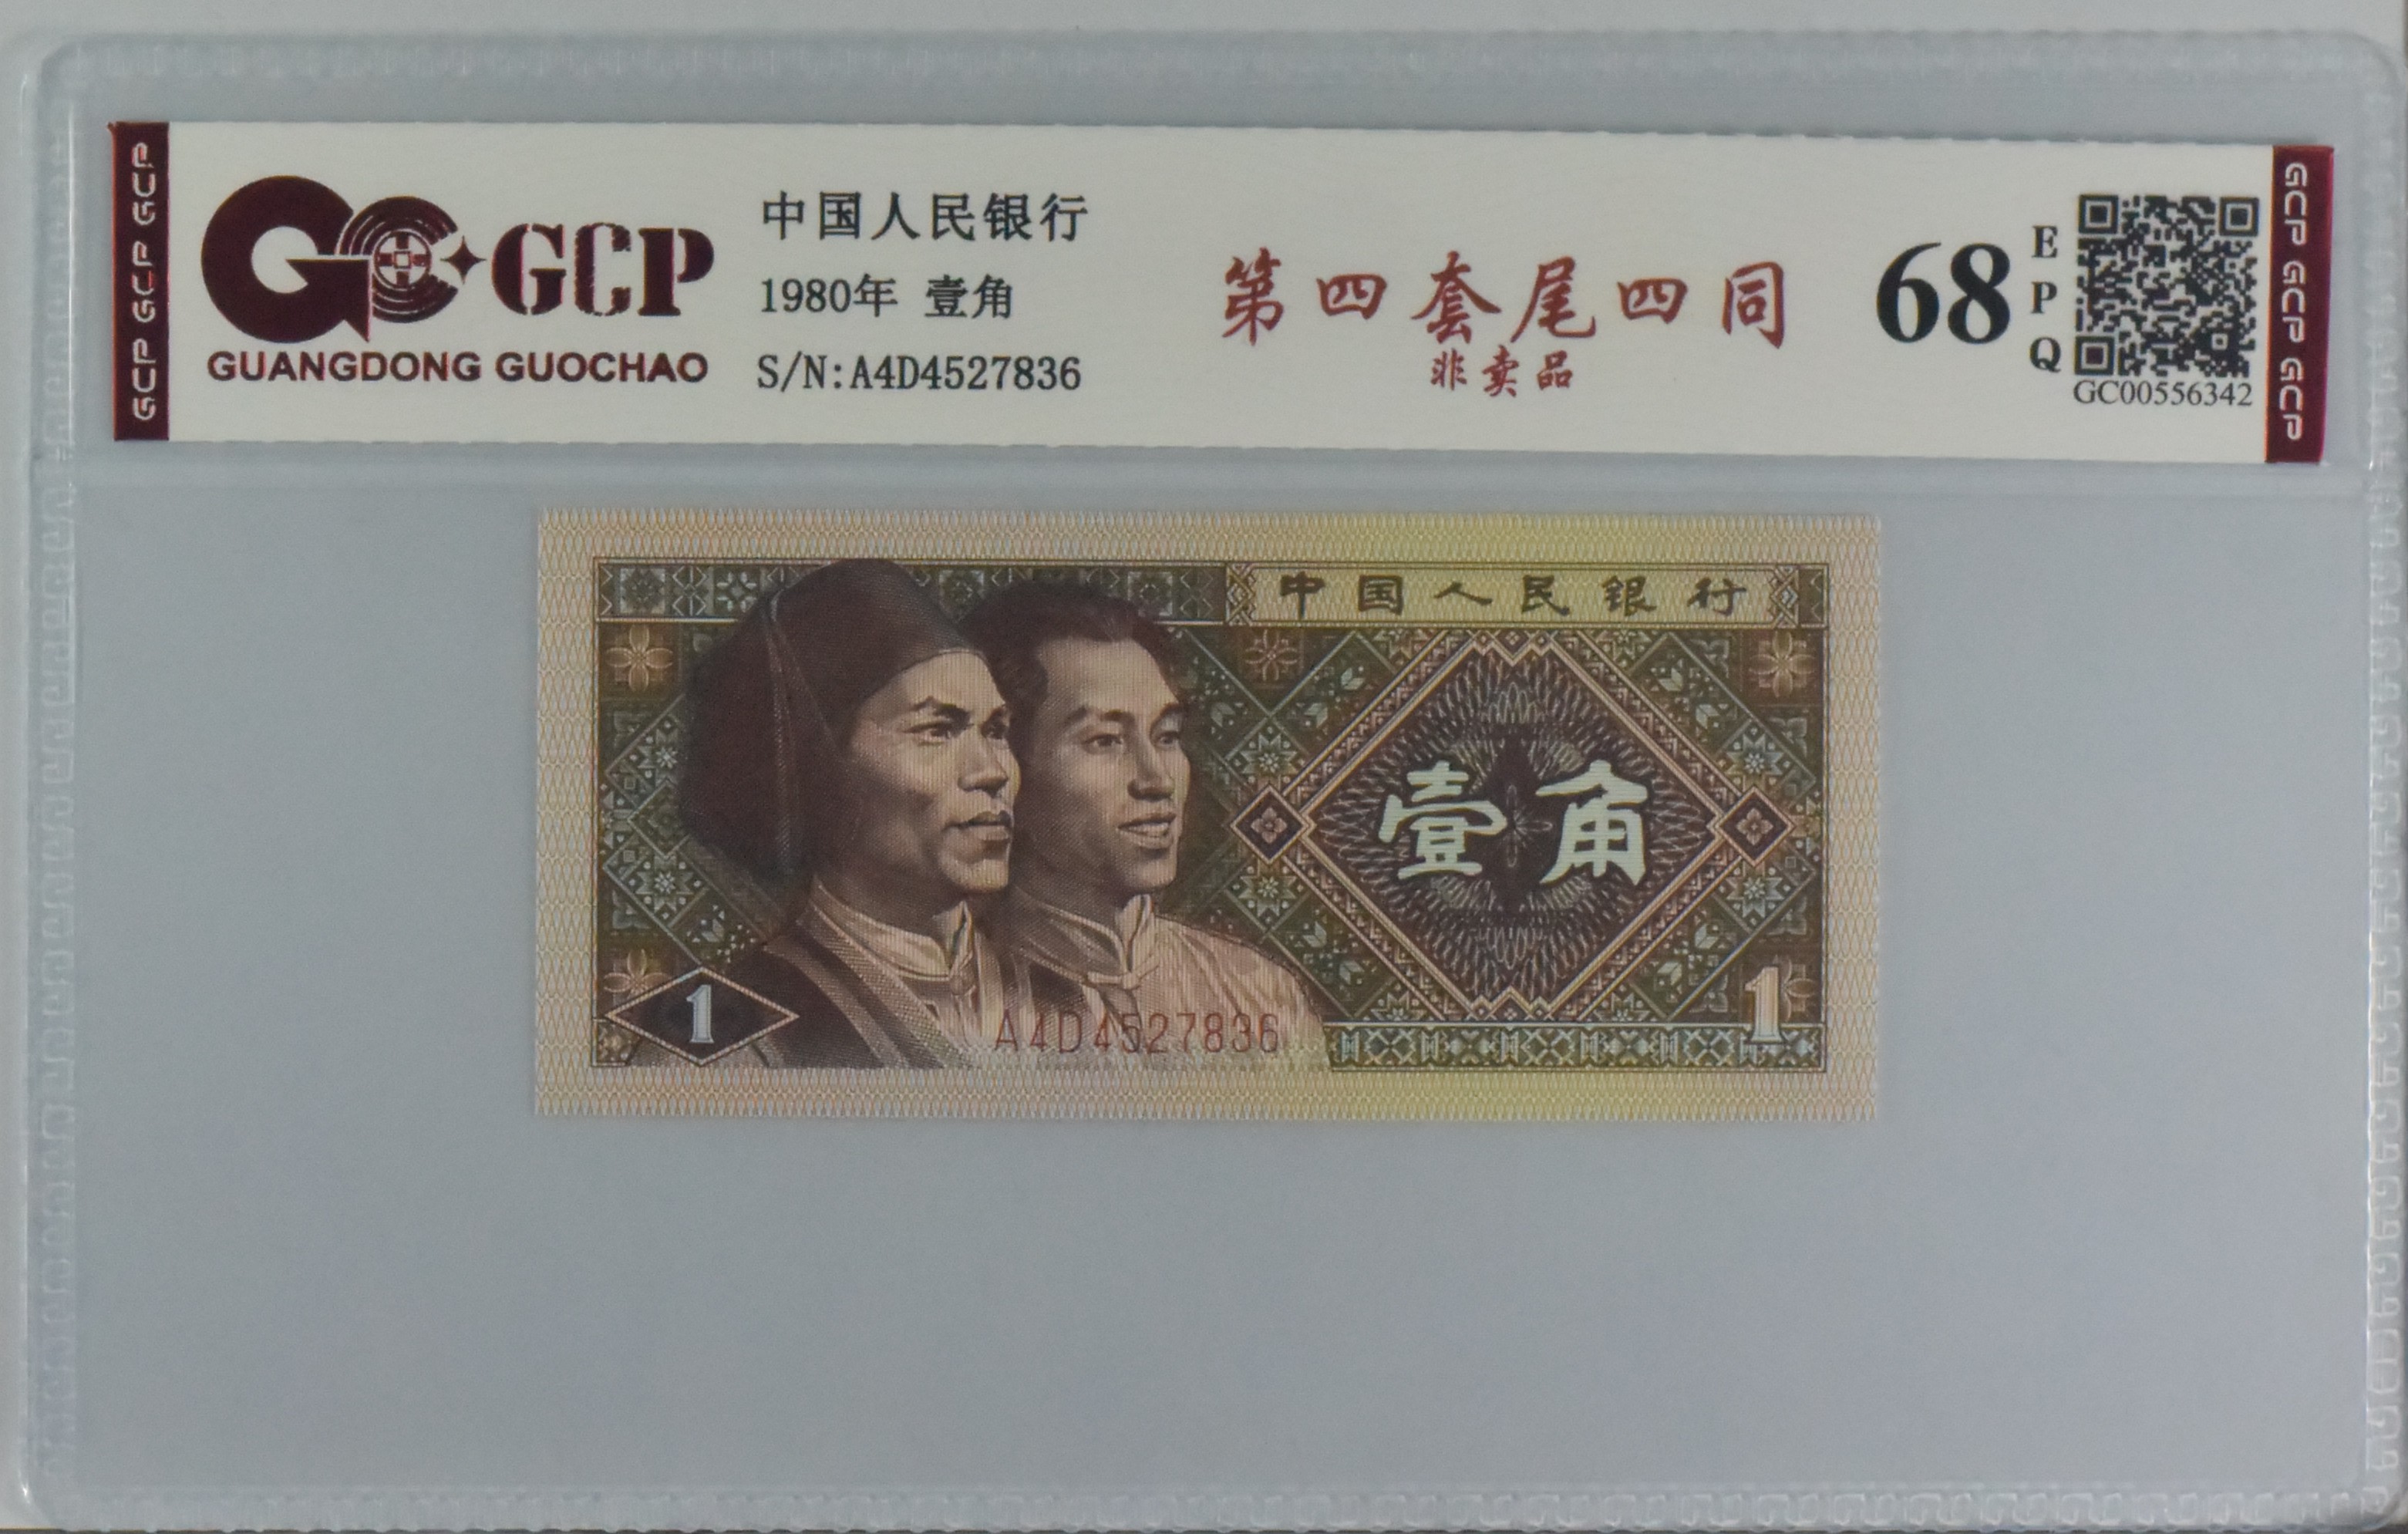 GCP GCP GCP
GCP
GUANGDONG GUOCHAO
中国人民银行
1980年 壹角
S/N:A4D4527836
第四套尾四同
非卖品
68
EPQ
GC00556342
GCP GCP GCP
中国人民银行
壹角
1
A4D4527836
1